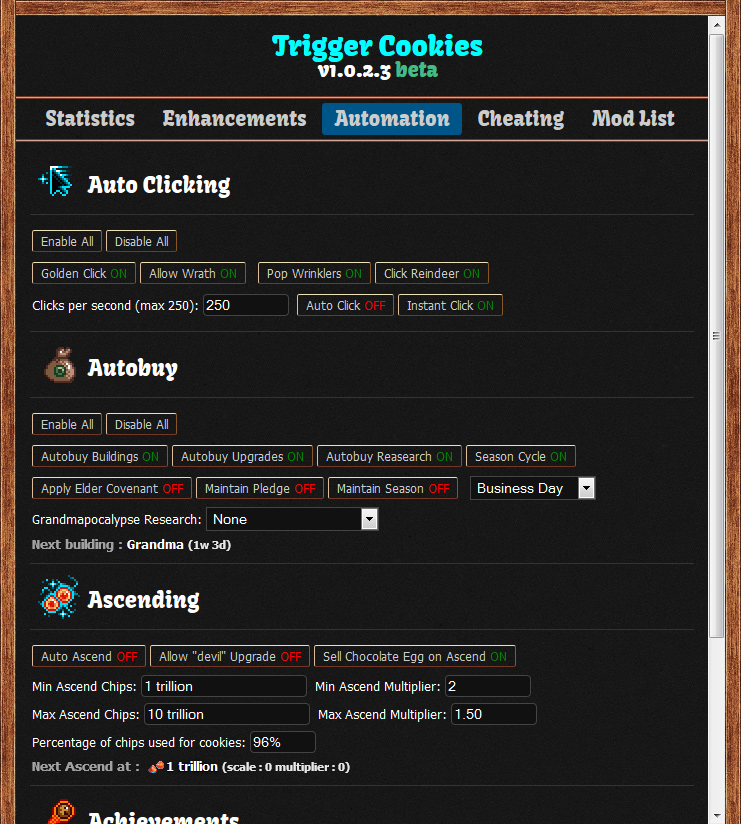 Trigger Cookies
v1.0.2.3 beta
Statistics Enhancements Automation Cheating Mod List
Auto Clicking
Enable All Disable All
Golden Click ON Allow Wrath ON Pop Wrinklers ON Click Reindeer ON
Clicks per second (max 250): 250 Auto Click OFF Instant Click ON
Autobuy
Enable All Disable All
Autobuy Buildings ON Autobuy Upgrades ON Autobuy Reasearch ON Season Cycle ON
Apply Elder Covenant OFF Maintain Pledge OFF Maintain Season OFF Business Day
Grandmapocalypse Research: None
Next building : Grandma (1w 3d)
Ascending
Auto Ascend OFF Allow "devil" Upgrade OFF Sell Chocolate Egg on Ascend ON
Min Ascend Chips: 1 trillion Min Ascend Multiplier: 2
Max Ascend Chips: 10 trillion Max Ascend Multiplier: 1.50
Percentage of chips used for cookies: 96%
Next Ascend at : 1 trillion (scale : 0 multiplier : 0)
Achievements